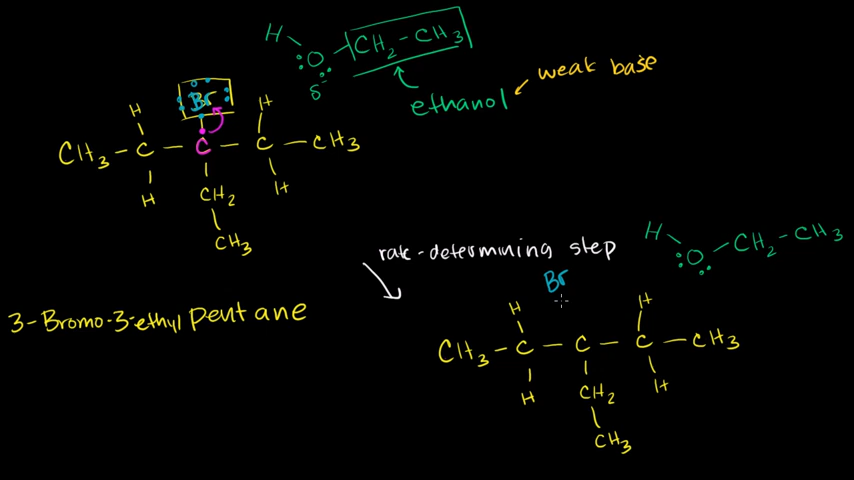 H
:O: – CH2 – CH3
δ-
ethanol
weak base
H Br H
CH3 – C – C – C – CH3
H CH2 H
CH3
rate-determining step
H
:O: – CH2 – CH3
Br
3-Bromo-3-ethyl pentane
H H
CH3 – C – C – C – CH3
H CH2 H
CH3